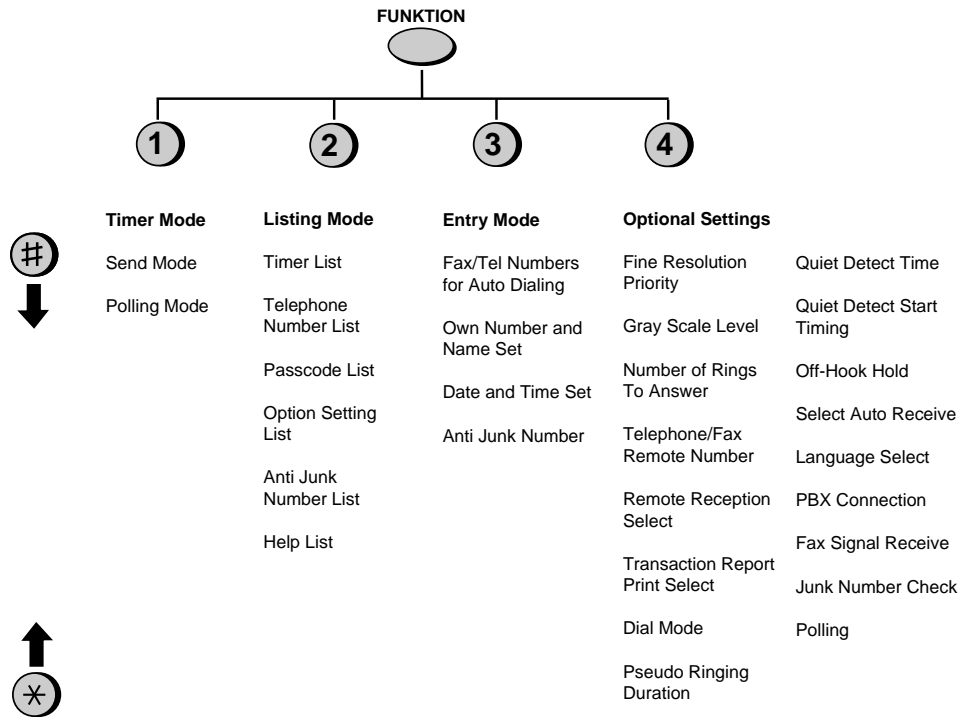 FUNKTION
1
2
3
4
Timer Mode
Send Mode
Polling Mode
Listing Mode
Timer List
Telephone
Number List
Passcode List
Option Setting
List
Anti Junk
Number List
Help List
Entry Mode
Fax/Tel Numbers
for Auto Dialing
Own Number and
Name Set
Date and Time Set
Anti Junk Number
Optional Settings
Fine Resolution
Priority
Gray Scale Level
Number of Rings
To Answer
Telephone/Fax
Remote Number
Remote Reception
Select
Transaction Report
Print Select
Dial Mode
Pseudo Ringing
Duration
Quiet Detect Time
Quiet Detect Start
Timing
Off-Hook Hold
Select Auto Receive
Language Select
PBX Connection
Fax Signal Receive
Junk Number Check
Polling
#
*